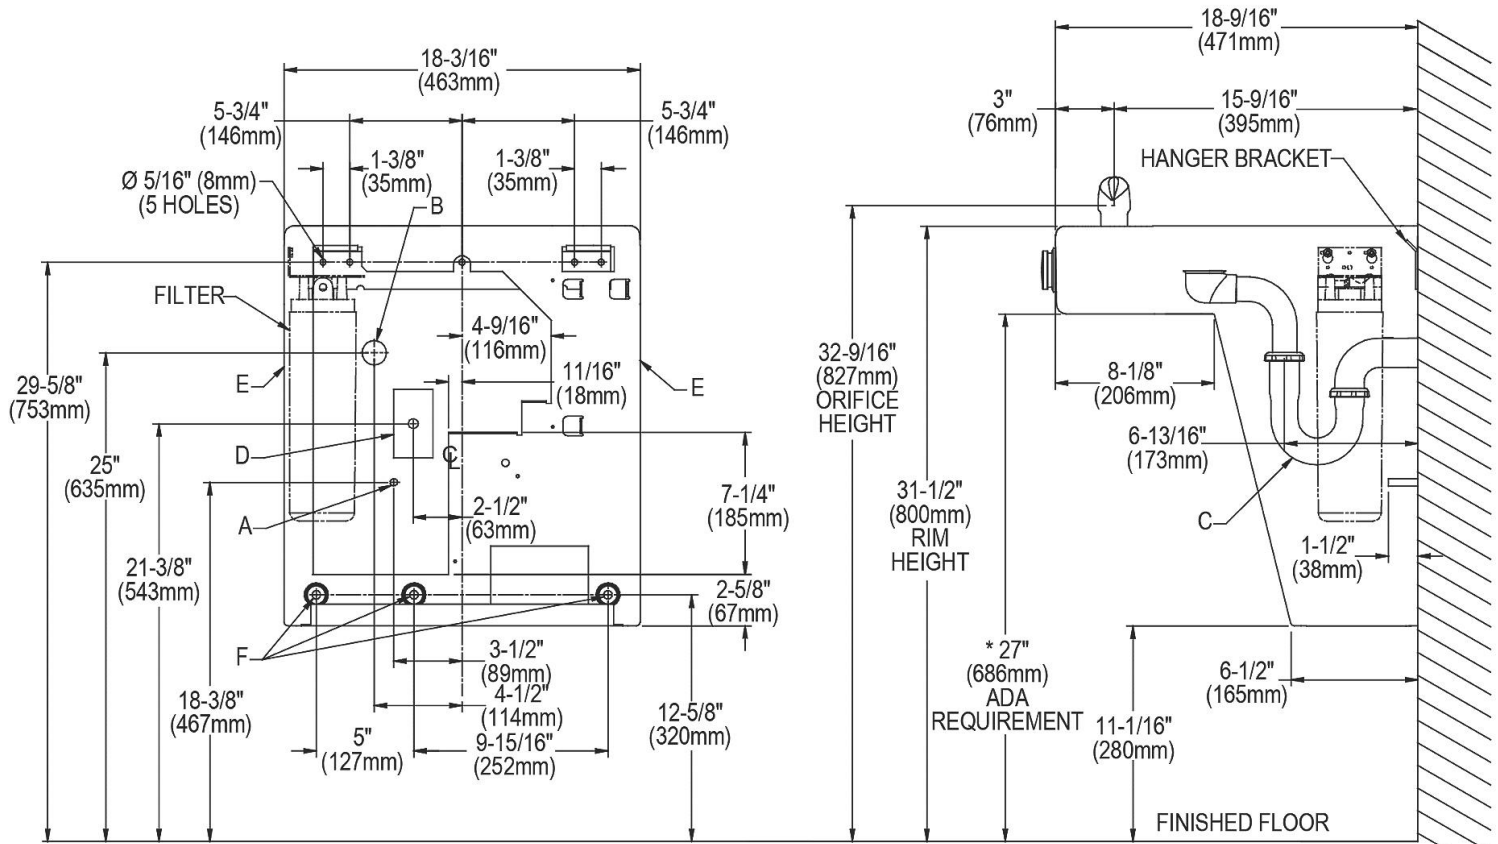 18-3/16"
(463mm)
5-3/4"
(146mm)
5-3/4"
(146mm)
1-3/8"
(35mm)
1-3/8"
(35mm)
Ø 5/16" (8mm)
(5 HOLES)
B
FILTER
4-9/16"
(116mm)
E
11/16"
(18mm)
E
29-5/8"
(753mm)
D
25"
(635mm)
CL
A
2-1/2"
(63mm)
7-1/4"
(185mm)
21-3/8"
(543mm)
2-5/8"
(67mm)
F
3-1/2"
(89mm)
18-3/8"
(467mm)
4-1/2"
(114mm)
12-5/8"
(320mm)
5"
(127mm)
9-15/16"
(252mm)
18-9/16"
(471mm)
3"
(76mm)
15-9/16"
(395mm)
HANGER BRACKET
32-9/16"
(827mm)
ORIFICE
HEIGHT
8-1/8"
(206mm)
6-13/16"
(173mm)
31-1/2"
(800mm)
RIM
HEIGHT
C
1-1/2"
(38mm)
* 27"
(686mm)
ADA
REQUIREMENT
6-1/2"
(165mm)
11-1/16"
(280mm)
FINISHED FLOOR